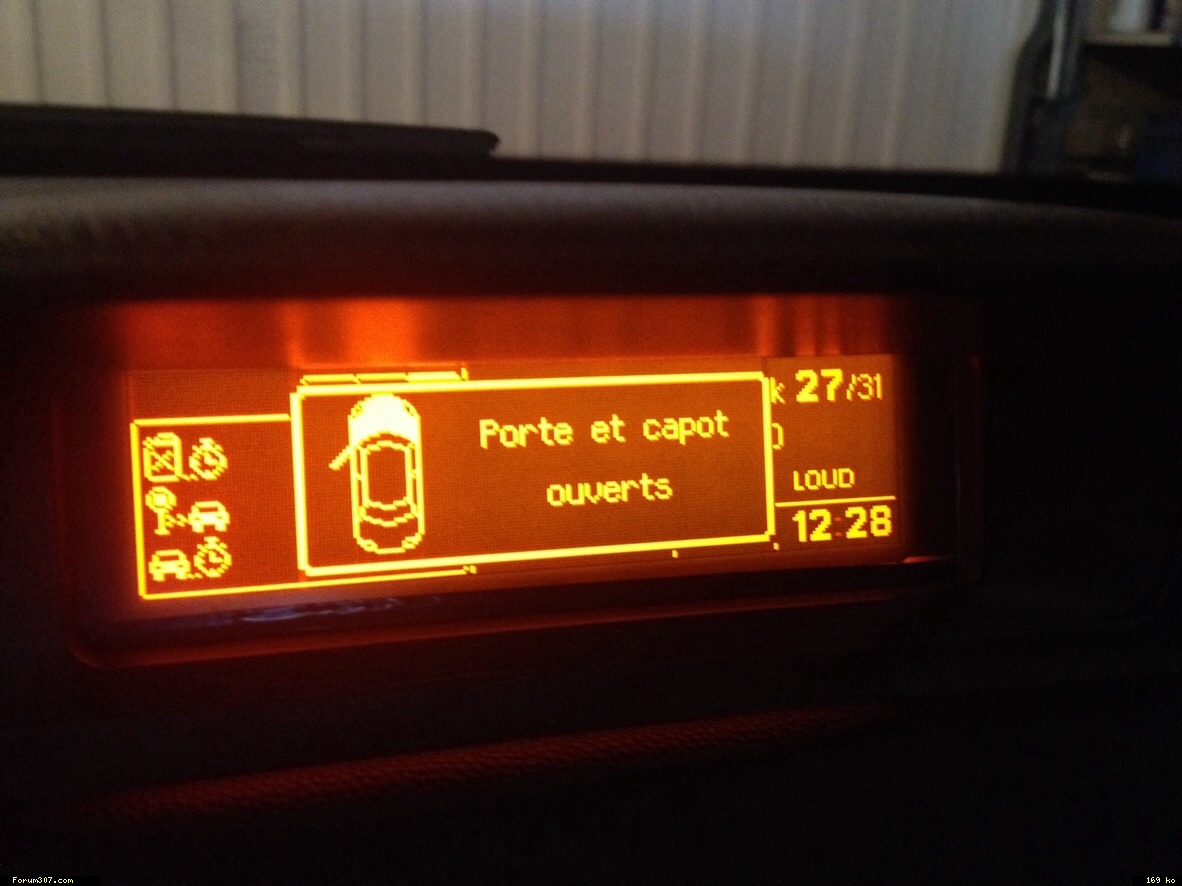 Porte et capot
ouverts
k 27/31
LOUD
12:28
Forum307.com
169 ko